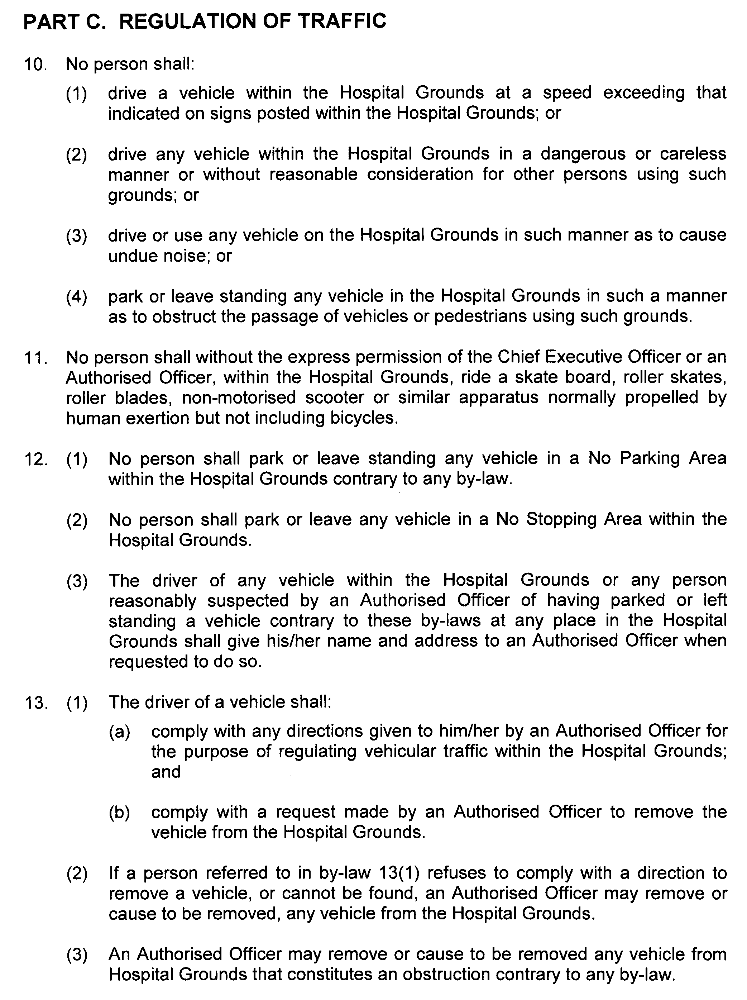 PART C. REGULATION OF TRAFFIC
10. No person shall:
(1) drive a vehicle within the Hospital Grounds at a speed exceeding that
indicated on signs posted within the Hospital Grounds; or
(2) drive any vehicle within the Hospital Grounds in a dangerous or careless
manner or without reasonable consideration for other persons using such
grounds; or
(3) drive or use any vehicle on the Hospital Grounds in such manner as to cause
undue noise; or
(4) park or leave standing any vehicle in the Hospital Grounds in such a manner
as to obstruct the passage of vehicles or pedestrians using such grounds.
11. No person shall without the express permission of the Chief Executive Officer or an
Authorised Officer, within the Hospital Grounds, ride a skate board, roller skates,
roller blades, non-motorised scooter or similar apparatus normally propelled by
human exertion but not including bicycles.
12. (1) No person shall park or leave standing any vehicle in a No Parking Area
within the Hospital Grounds contrary to any by-law.
(2) No person shall park or leave any vehicle in a No Stopping Area within the
Hospital Grounds.
(3) The driver of any vehicle within the Hospital Grounds or any person
reasonably suspected by an Authorised Officer of having parked or left
standing a vehicle contrary to these by-laws at any place in the Hospital
Grounds shall give his/her name and address to an Authorised Officer when
requested to do so.
13. (1) The driver of a vehicle shall:
(a) comply with any directions given to him/her by an Authorised Officer for
the purpose of regulating vehicular traffic within the Hospital Grounds;
and
(b) comply with a request made by an Authorised Officer to remove the
vehicle from the Hospital Grounds.
(2) If a person referred to in by-law 13(1) refuses to comply with a direction to
remove a vehicle, or cannot be found, an Authorised Officer may remove or
cause to be removed, any vehicle from the Hospital Grounds.
(3) An Authorised Officer may remove or cause to be removed any vehicle from
Hospital Grounds that constitutes an obstruction contrary to any by-law.